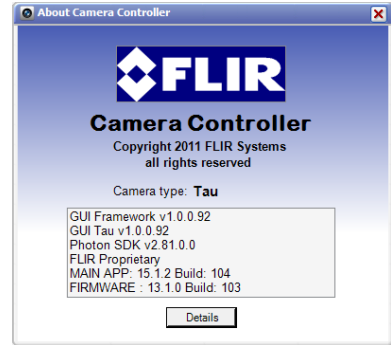 About Camera Controller
FLIR
Camera Controller
Copyright 2011 FLIR Systems
all rights reserved
Camera type: Tau
GUI Framework v1.0.0.92
GUI Tau v1.0.0.92
Photon SDK v2.81.0.0
FLIR Proprietary
MAIN APP: 15.1.2 Build: 104
FIRMWARE : 13.1.0 Build: 103
Details